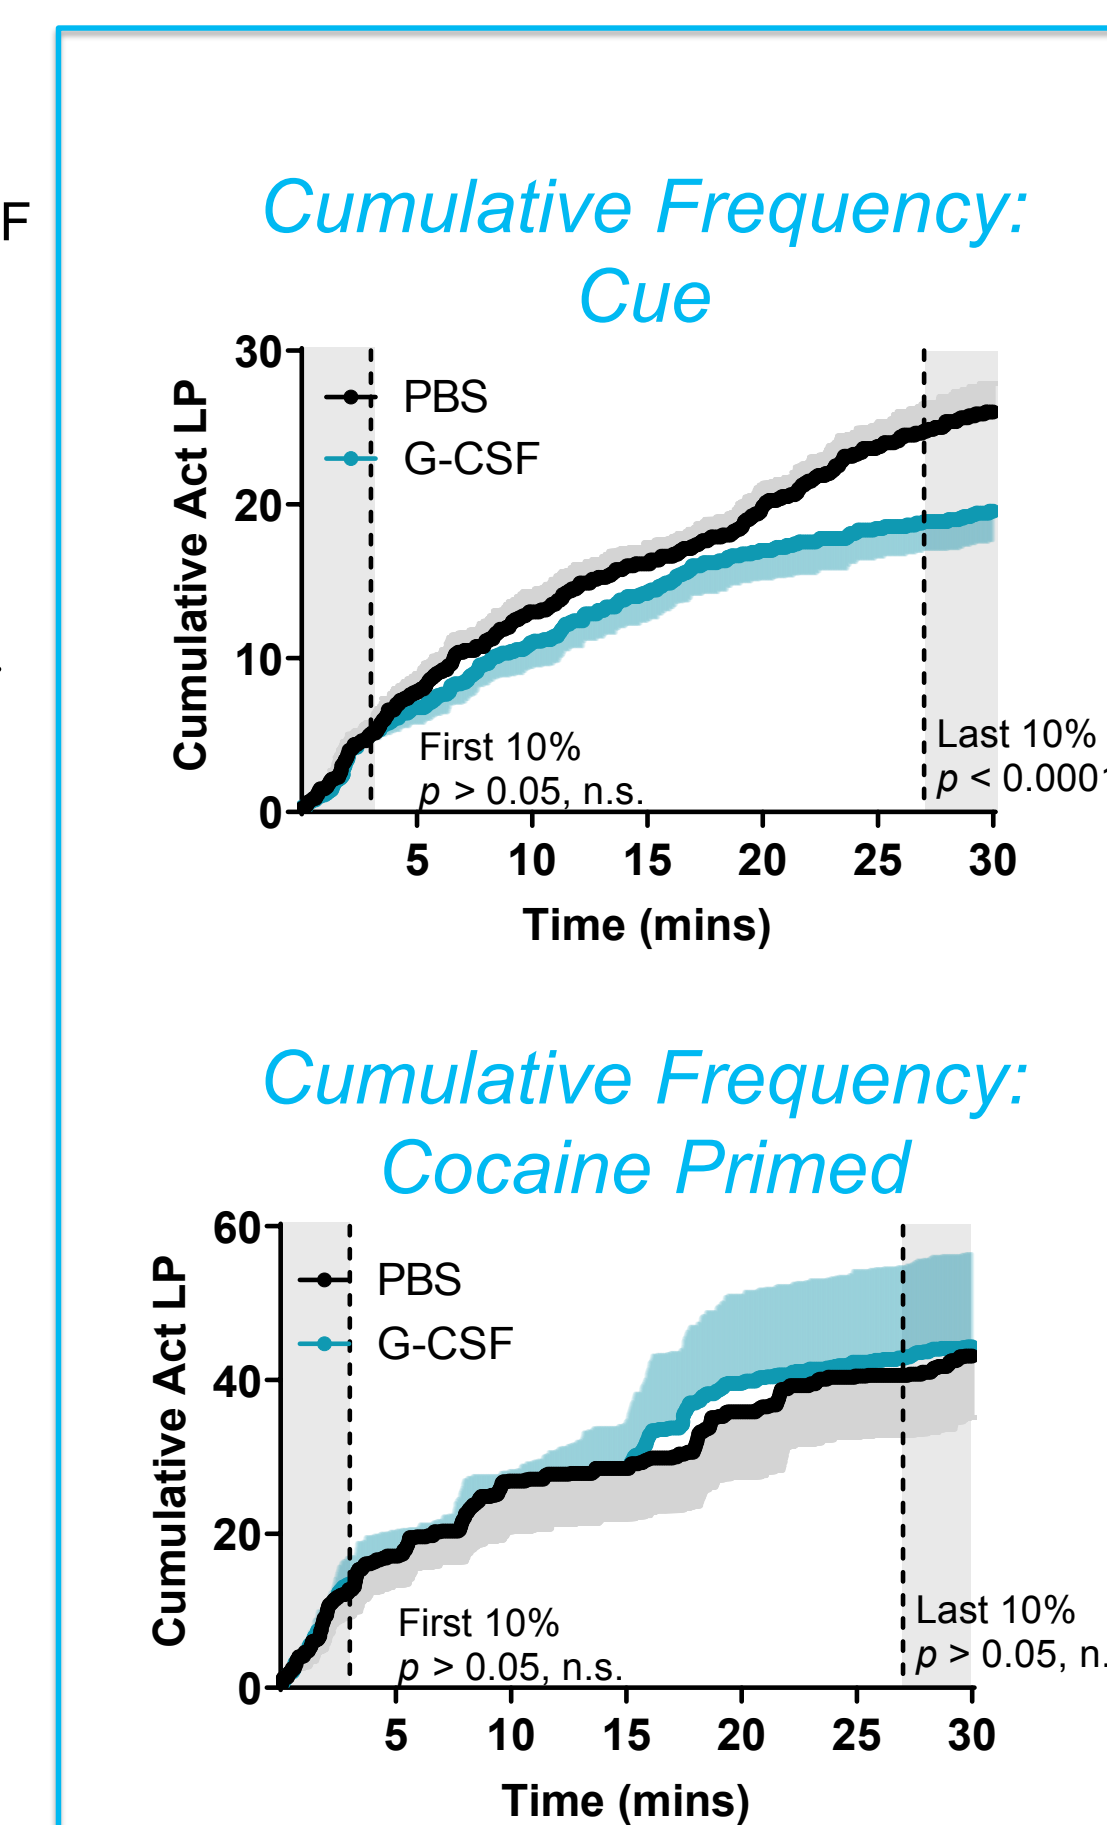 F
Cumulative Frequency:
Cue
Cumulative Act LP
30
20
10
0
PBS
G-CSF
First 10%
p > 0.05, n.s.
Last 10%
p < 0.0001
5 10 15 20 25 30
Time (mins)
Cumulative Frequency:
Cocaine Primed
Cumulative Act LP
60
40
20
0
PBS
G-CSF
First 10%
p > 0.05, n.s.
Last 10%
p > 0.05, n.
5 10 15 20 25 30
Time (mins)